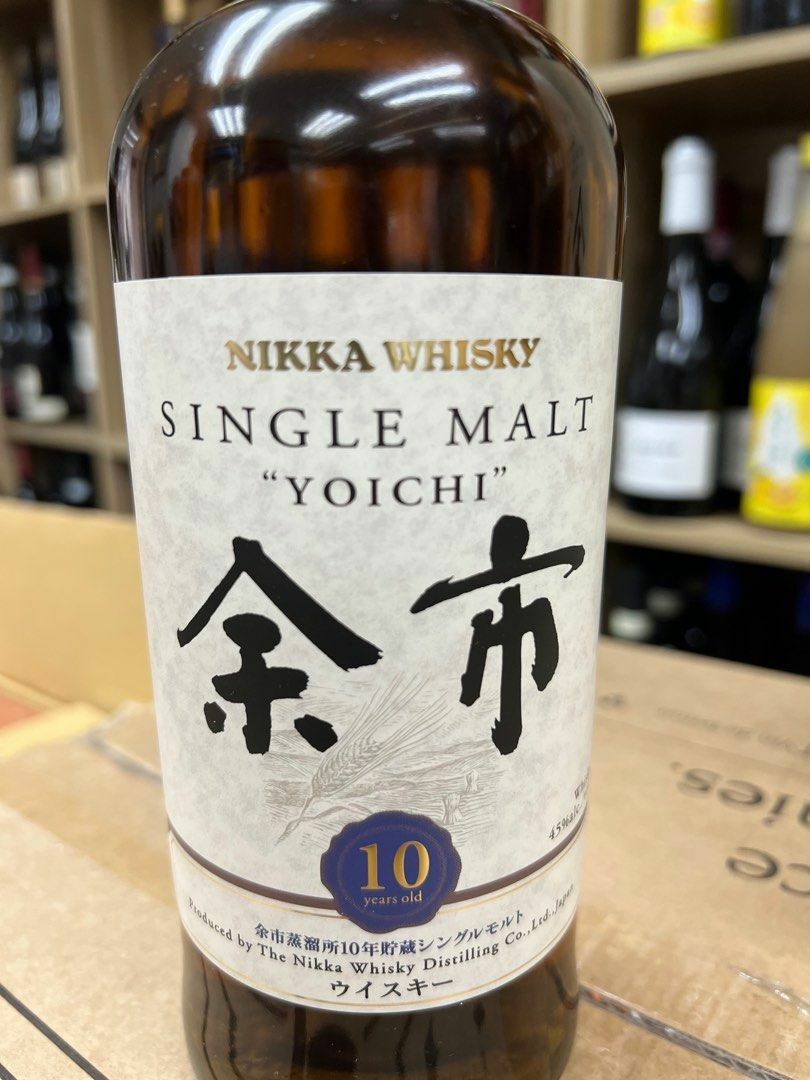 NIKKA WHISKY
SINGLE MALT
“YOICHI”
余市
45%alc.
10
years old
余市蒸溜所10年貯蔵シングルモルト
Produced by The Nikka Whisky Distilling Co.,Ltd.,Japan.
ウイスキー